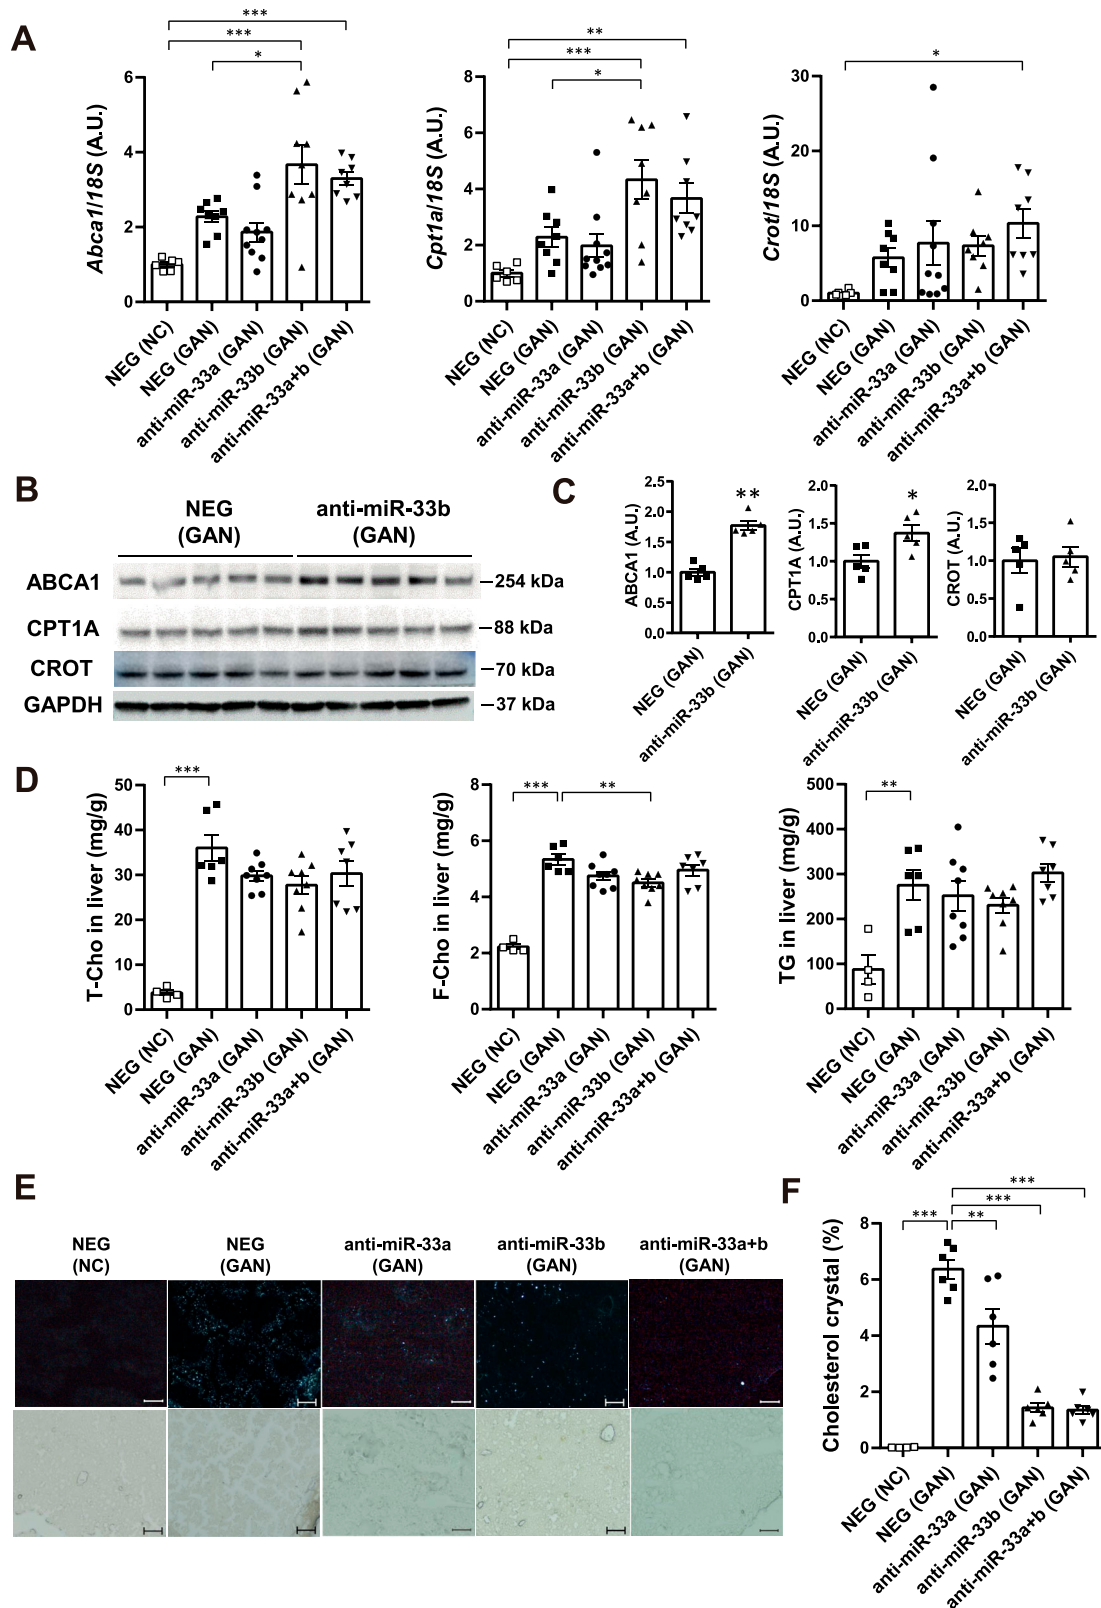 A
***
***
*
Abca1/18S (A.U.)
6
4
2
0
NEG (NC)
NEG (GAN)
anti-miR-33a (GAN)
anti-miR-33b (GAN)
anti-miR-33a+b (GAN)
**
***
*
Cpt1a/18S (A.U.)
8
6
4
2
0
NEG (NC)
NEG (GAN)
anti-miR-33a (GAN)
anti-miR-33b (GAN)
anti-miR-33a+b (GAN)
*
Crot/18S (A.U.)
30
20
10
0
NEG (NC)
NEG (GAN)
anti-miR-33a (GAN)
anti-miR-33b (GAN)
anti-miR-33a+b (GAN)
B
NEG
(GAN)
anti-miR-33b
(GAN)
ABCA1
254 kDa
CPT1A
88 kDa
CROT
70 kDa
GAPDH
37 kDa
C
ABCA1 (A.U.)
2.5
2.0
1.5
1.0
0.5
0.0
**
NEG (GAN)
anti-miR-33b (GAN)
CPT1A (A.U.)
2.0
1.5
1.0
0.5
0.0
*
NEG (GAN)
anti-miR-33b (GAN)
CROT (A.U.)
2.0
1.5
1.0
0.5
0.0
NEG (GAN)
anti-miR-33b (GAN)
D
***
T-Cho in liver (mg/g)
50
40
30
20
10
0
NEG (NC)
NEG (GAN)
anti-miR-33a (GAN)
anti-miR-33b (GAN)
anti-miR-33a+b (GAN)
***
**
F-Cho in liver (mg/g)
8
6
4
2
0
NEG (NC)
NEG (GAN)
anti-miR-33a (GAN)
anti-miR-33b (GAN)
anti-miR-33a+b (GAN)
**
TG in liver (mg/g)
500
400
300
200
100
0
NEG (NC)
NEG (GAN)
anti-miR-33a (GAN)
anti-miR-33b (GAN)
anti-miR-33a+b (GAN)
E
NEG
(NC)
NEG
(GAN)
anti-miR-33a
(GAN)
anti-miR-33b
(GAN)
anti-miR-33a+b
(GAN)
F
***
***
***
**
Cholesterol crystal (%)
8
6
4
2
0
NEG (NC)
NEG (GAN)
anti-miR-33a (GAN)
anti-miR-33b (GAN)
anti-miR-33a+b (GAN)